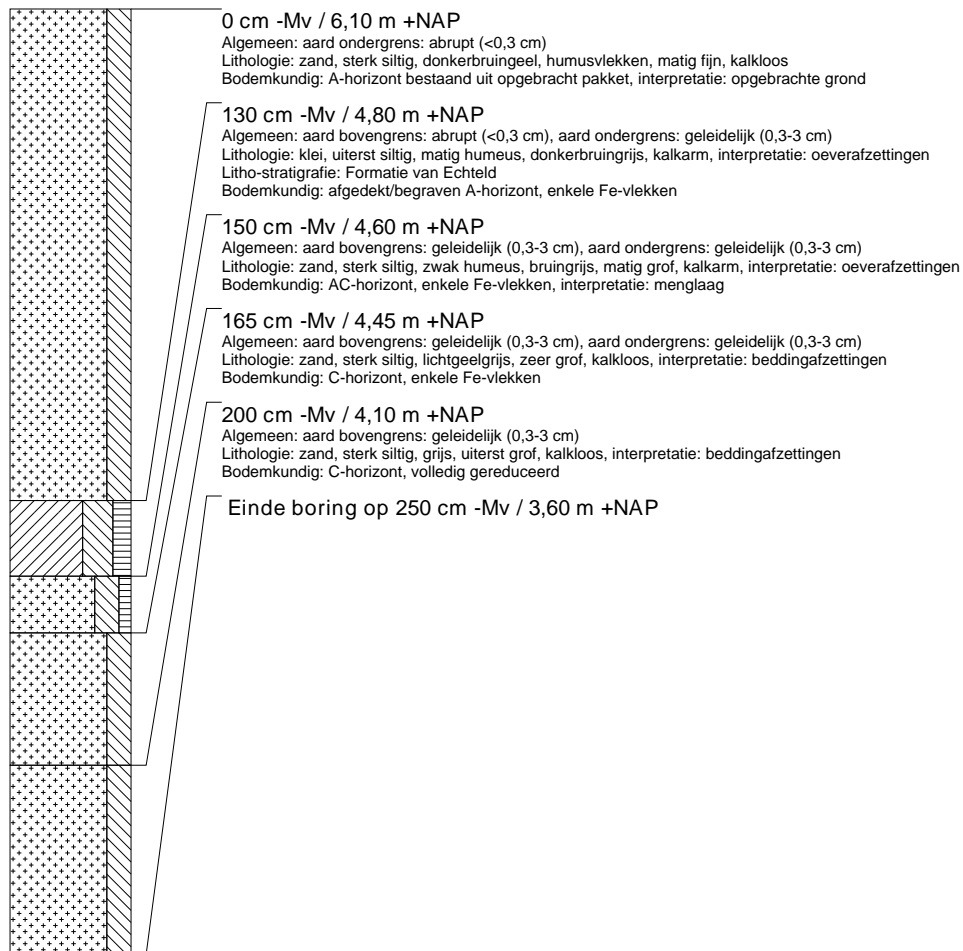 0 cm -Mv / 6,10 m +NAP
Algemeen: aard ondergrens: abrupt (<0,3 cm)
Lithologie: zand, sterk siltig, donkerbruingeel, humusvlekken, matig fijn, kalkloos
Bodemkundig: A-horizont bestaand uit opgebracht pakket, interpretatie: opgebrachte grond
130 cm -Mv / 4,80 m +NAP
Algemeen: aard bovengrens: abrupt (<0,3 cm), aard ondergrens: geleidelijk (0,3-3 cm)
Lithologie: klei, uiterst siltig, matig humeus, donkerbruingrijs, kalkarm, interpretatie: oeverafzettingen
Litho-stratigrafie: Formatie van Echteld
Bodemkundig: afgedekt/begraven A-horizont, enkele Fe-vlekken
150 cm -Mv / 4,60 m +NAP
Algemeen: aard bovengrens: geleidelijk (0,3-3 cm), aard ondergrens: geleidelijk (0,3-3 cm)
Lithologie: zand, sterk siltig, zwak humeus, bruingrijs, matig grof, kalkarm, interpretatie: oeverafzettingen
Bodemkundig: AC-horizont, enkele Fe-vlekken, interpretatie: menglaag
165 cm -Mv / 4,45 m +NAP
Algemeen: aard bovengrens: geleidelijk (0,3-3 cm), aard ondergrens: geleidelijk (0,3-3 cm)
Lithologie: zand, sterk siltig, lichtgeelgrijs, zeer grof, kalkloos, interpretatie: beddingafzettingen
Bodemkundig: C-horizont, enkele Fe-vlekken
200 cm -Mv / 4,10 m +NAP
Algemeen: aard bovengrens: geleidelijk (0,3-3 cm)
Lithologie: zand, sterk siltig, grijs, uiterst grof, kalkloos, interpretatie: beddingafzettingen
Bodemkundig: C-horizont, volledig gereduceerd
Einde boring op 250 cm -Mv / 3,60 m +NAP